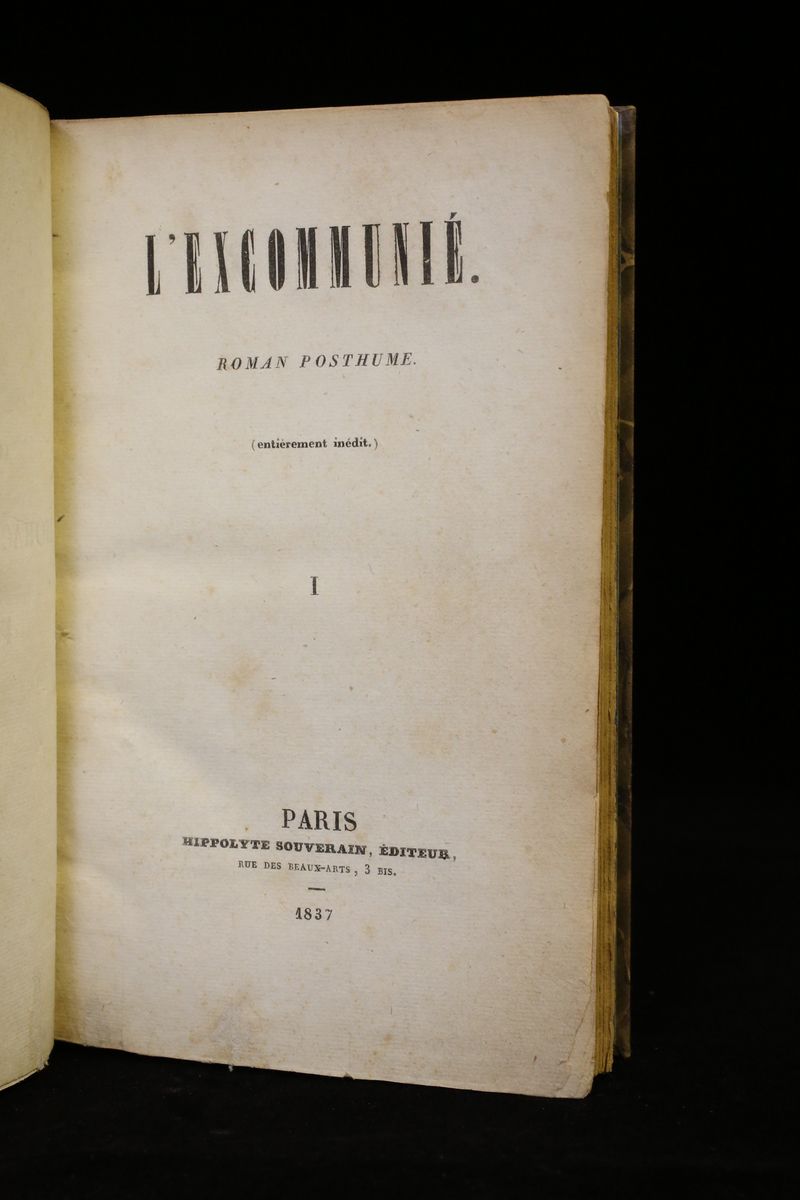 L'EXCOMMUNIÉ.
ROMAN POSTHUME.
(entièrement inédit.)
I
PARIS
HIPPOLYTE SOUVERAIN, ÉDITEUR,
RUE DES BEAUX-ARTS, 3 BIS.
1837